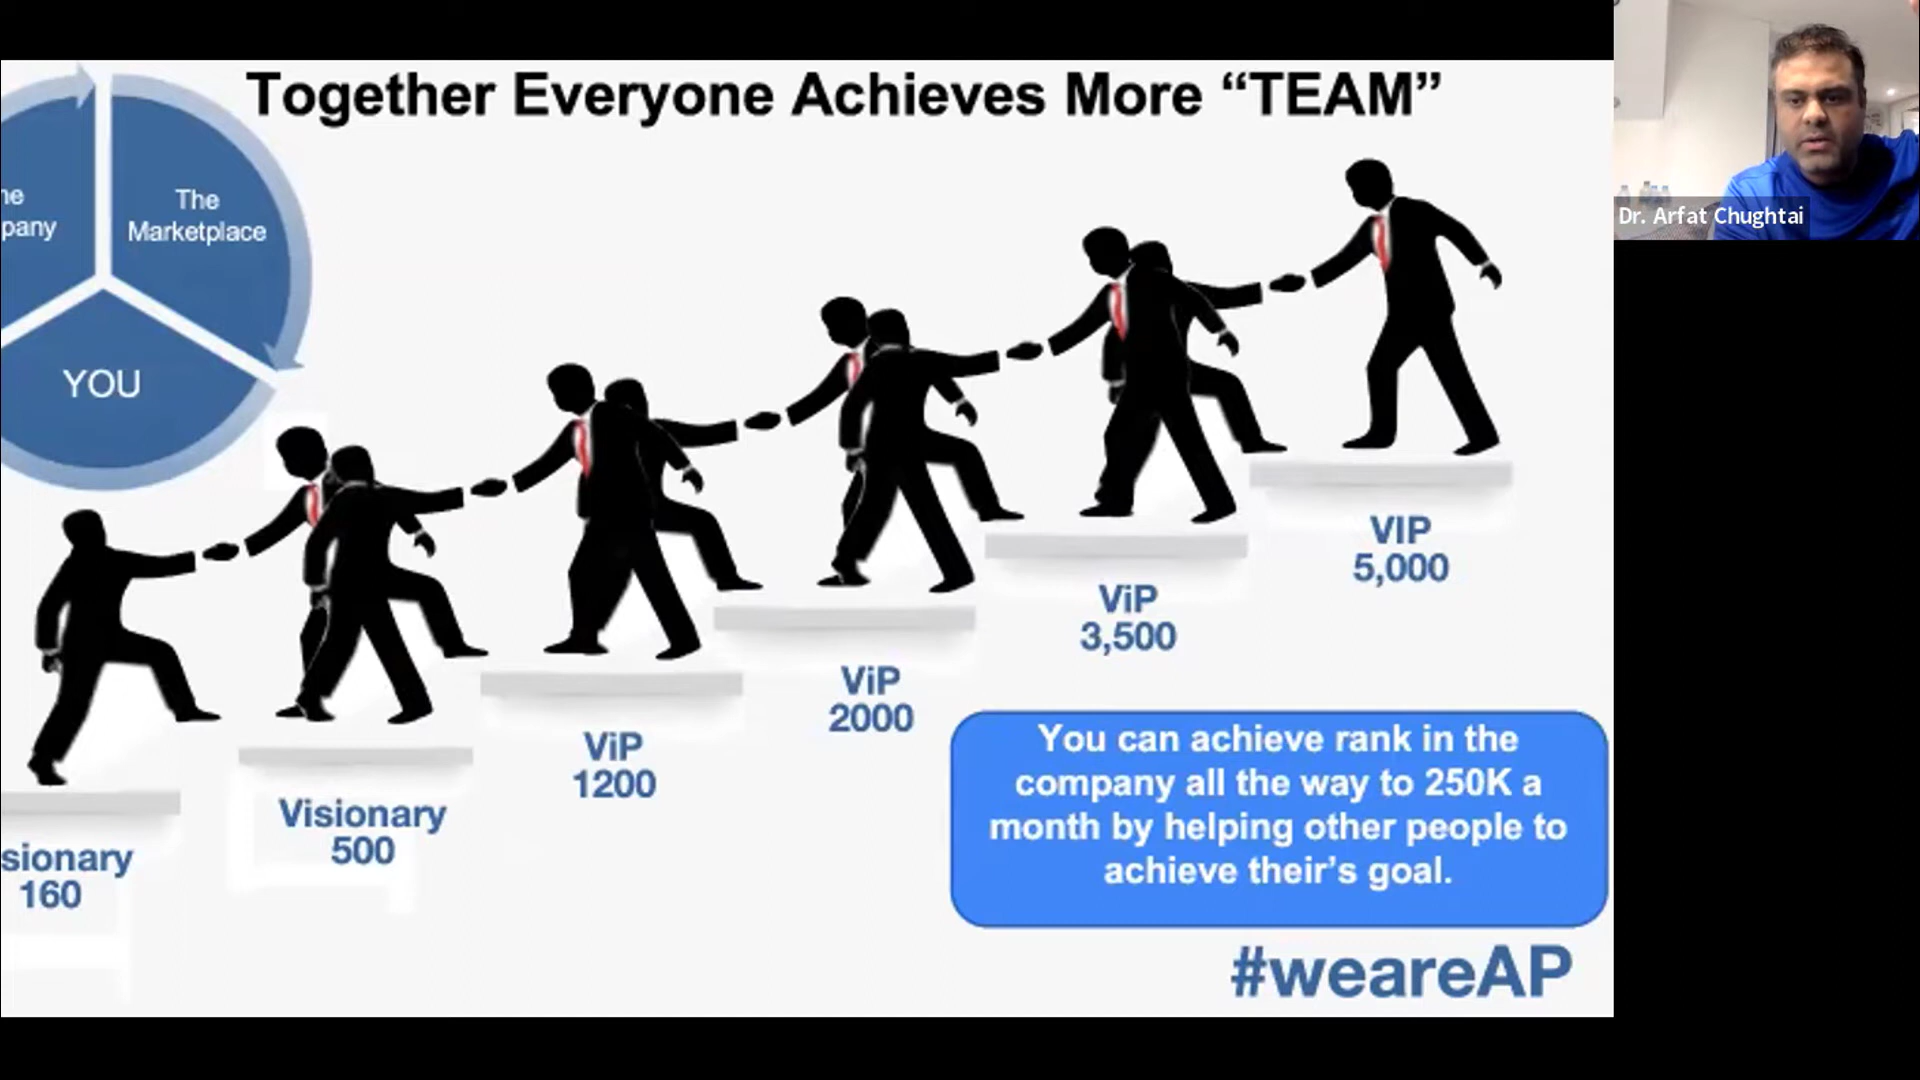 Together Everyone Achieves More “TEAM”
The
Marketplace
YOU
Dr. Arfat Chughtai
VIP
5,000
ViP
3,500
ViP
2000
ViP
1200
Visionary
500
sionary
160
You can achieve rank in the
company all the way to 250K a
month by helping other people to
achieve their’s goal.
#weareAP